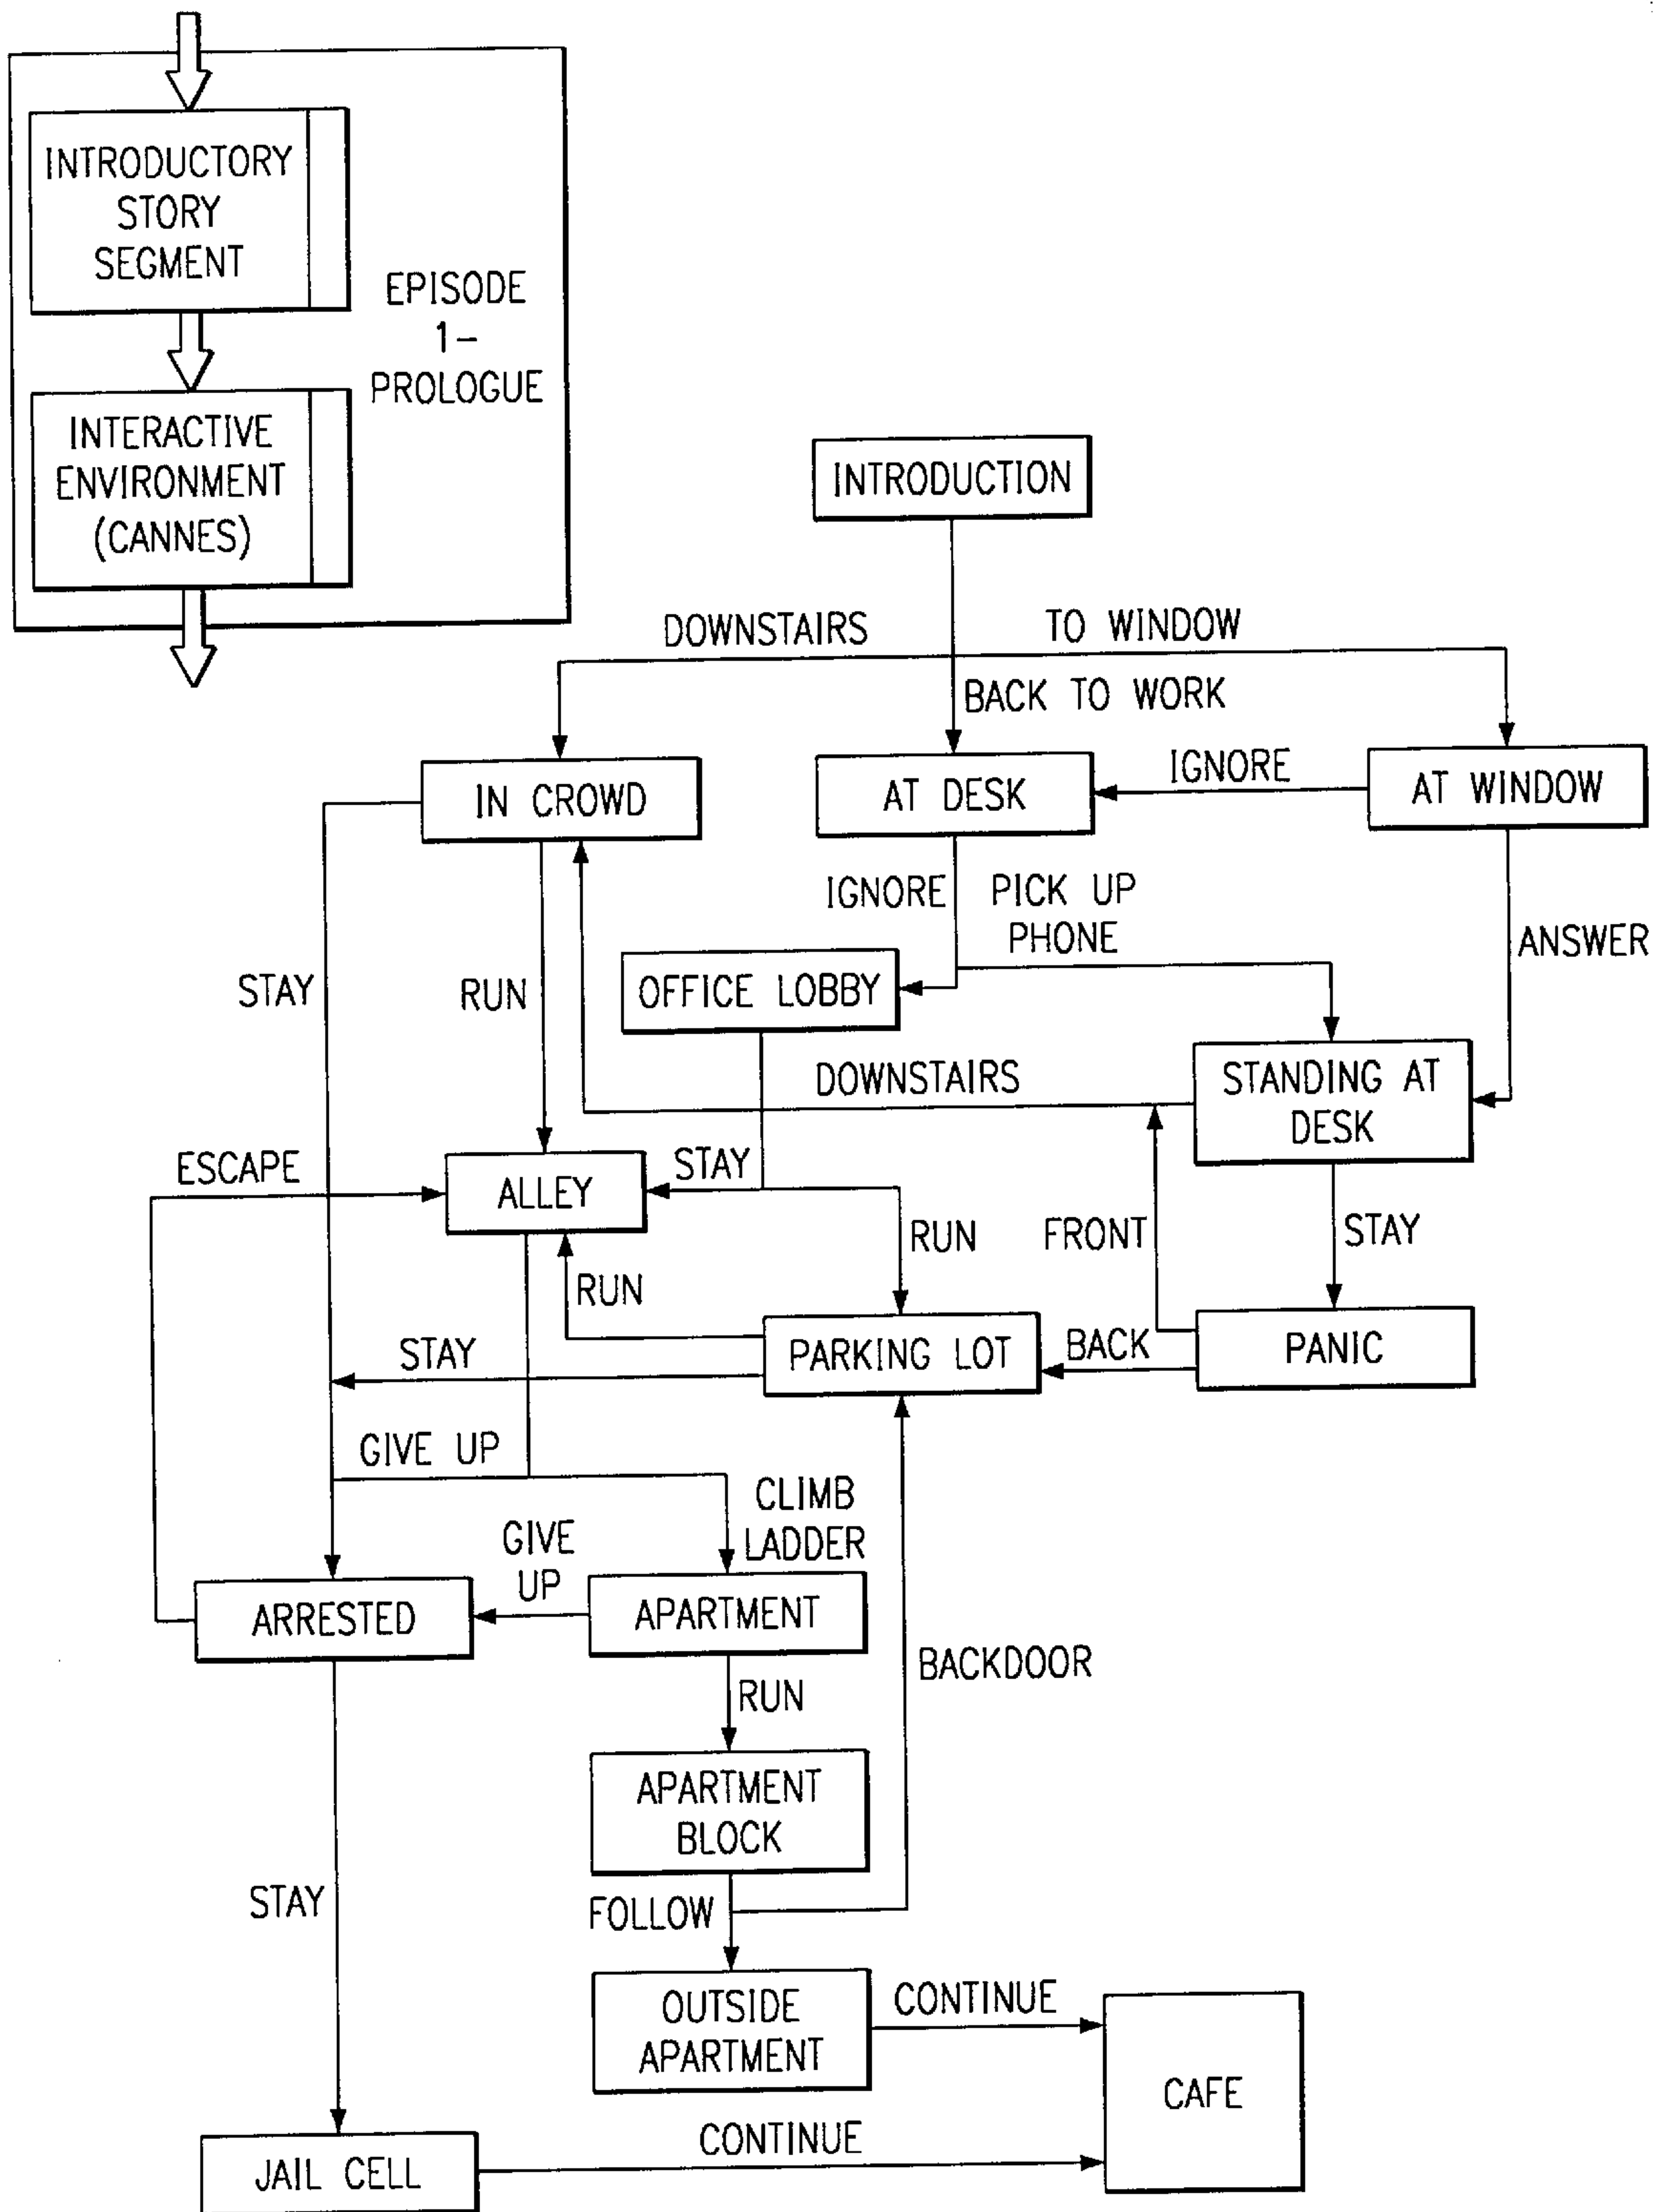 INTRODUCTORY
STORY
SEGMENT
EPISODE
1-
PROLOGUE
INTERACTIVE
ENVIRONMENT
(CANNES)
INTRODUCTION
DOWNSTAIRS
TO WINDOW
BACK TO WORK
IN CROWD
AT DESK
IGNORE
AT WINDOW
IGNORE
PICK UP
PHONE
ANSWER
STAY
RUN
OFFICE LOBBY
DOWNSTAIRS
STANDING AT
DESK
ESCAPE
ALLEY
STAY
RUN
FRONT
STAY
RUN
STAY
PARKING LOT
BACK
PANIC
GIVE UP
CLIMB
LADDER
GIVE
UP
ARRESTED
APARTMENT
BACKDOOR
RUN
APARTMENT
BLOCK
STAY
FOLLOW
OUTSIDE
APARTMENT
CONTINUE
CAFE
CONTINUE
JAIL CELL